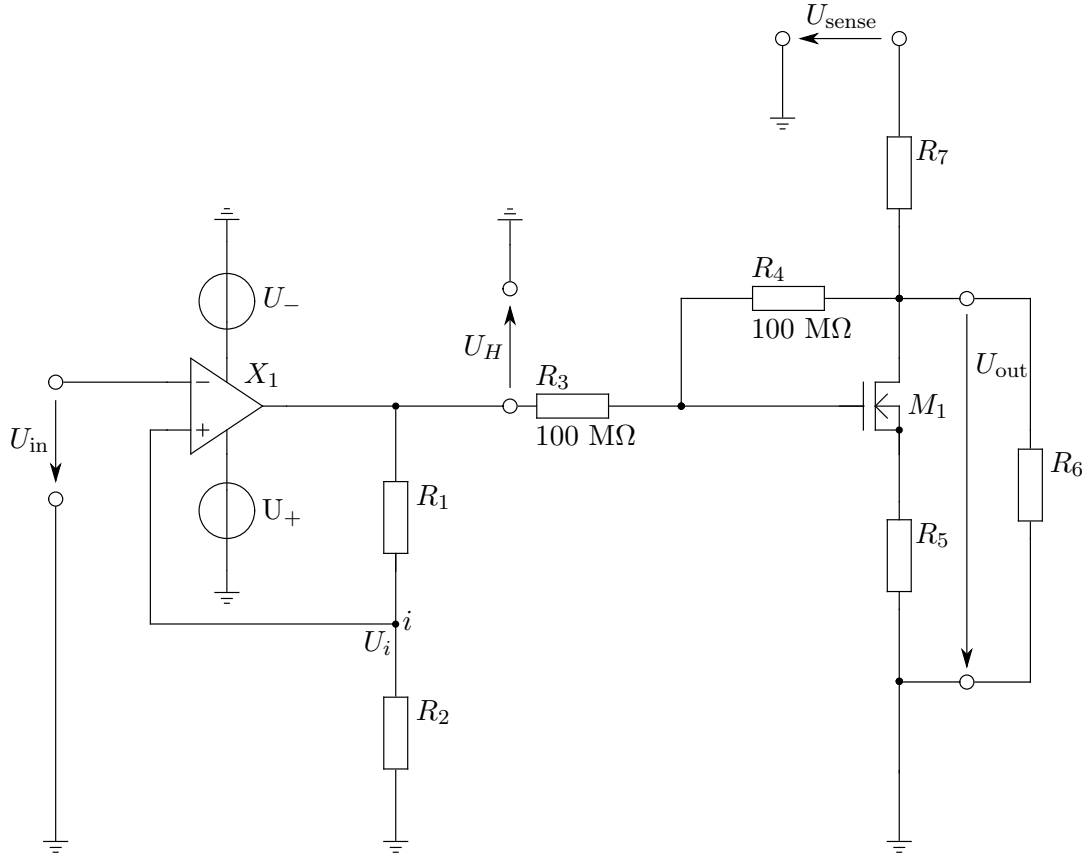 U_sense
R_7
U_−
R_4
100 MΩ
U_H
X_1
R_3
100 MΩ
−
+
U_out
M_1
U_in
R_6
R_1
U_+
R_5
i
U_i
R_2